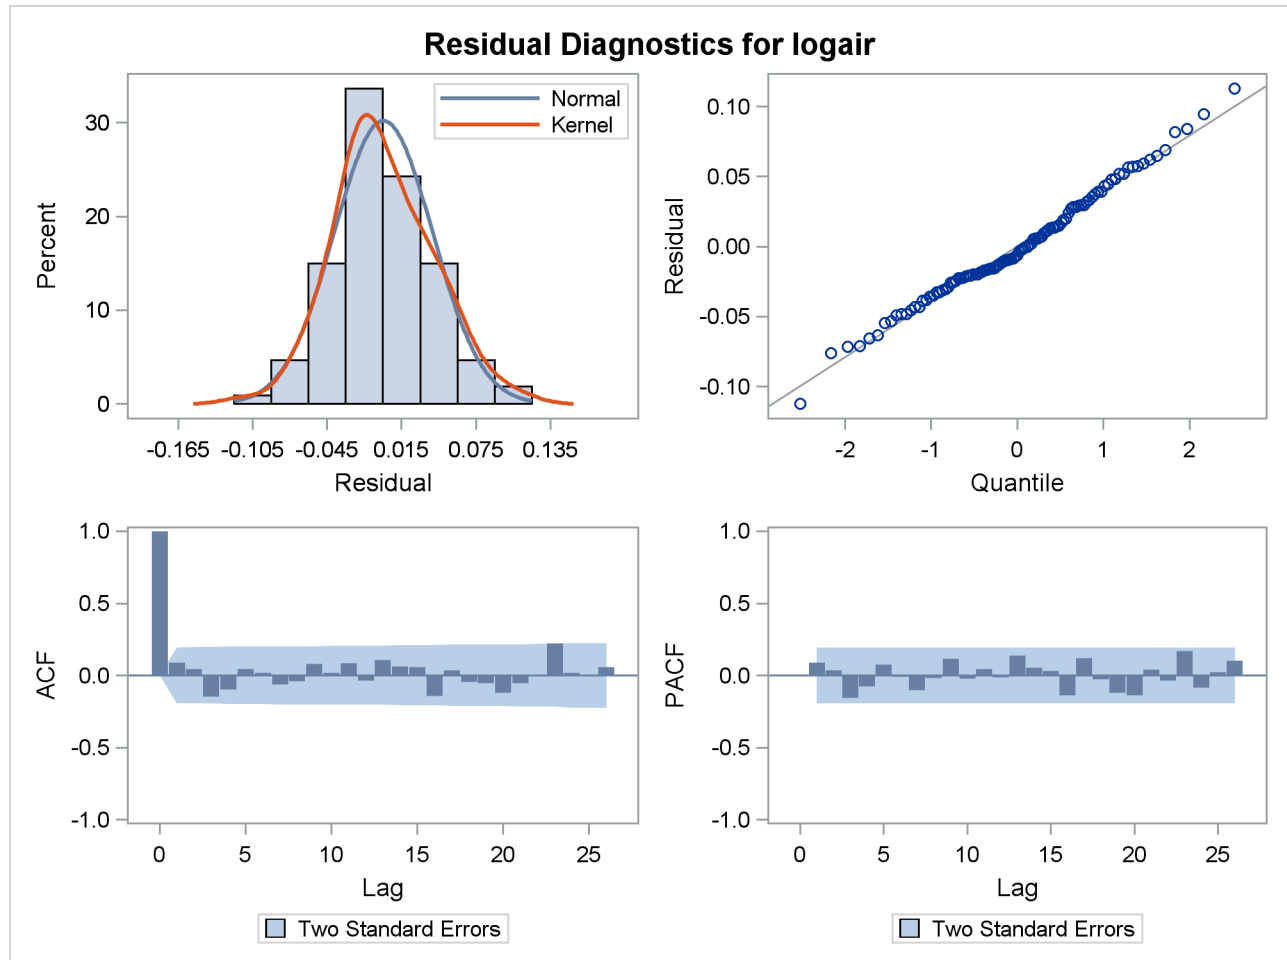 Residual Diagnostics for logair
Normal
Kernel
30
20
10
0
Percent
-0.165 -0.105 -0.045 0.015 0.075 0.135
Residual
0.10
0.05
0.00
-0.05
-0.10
Residual
-2 -1 0 1 2
Quantile
1.0
0.5
0.0
-0.5
-1.0
ACF
0 5 10 15 20 25
Lag
Two Standard Errors
1.0
0.5
0.0
-0.5
-1.0
PACF
0 5 10 15 20 25
Lag
Two Standard Errors